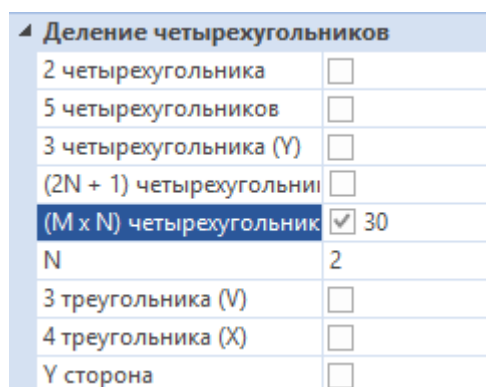 Деление четырехугольников
2 четырехугольника
5 четырехугольников
3 четырехугольника (Y)
(2N + 1) четырехугольни
(M x N) четырехугольник 30
N 2
3 треугольника (V)
4 треугольника (X)
Y сторона